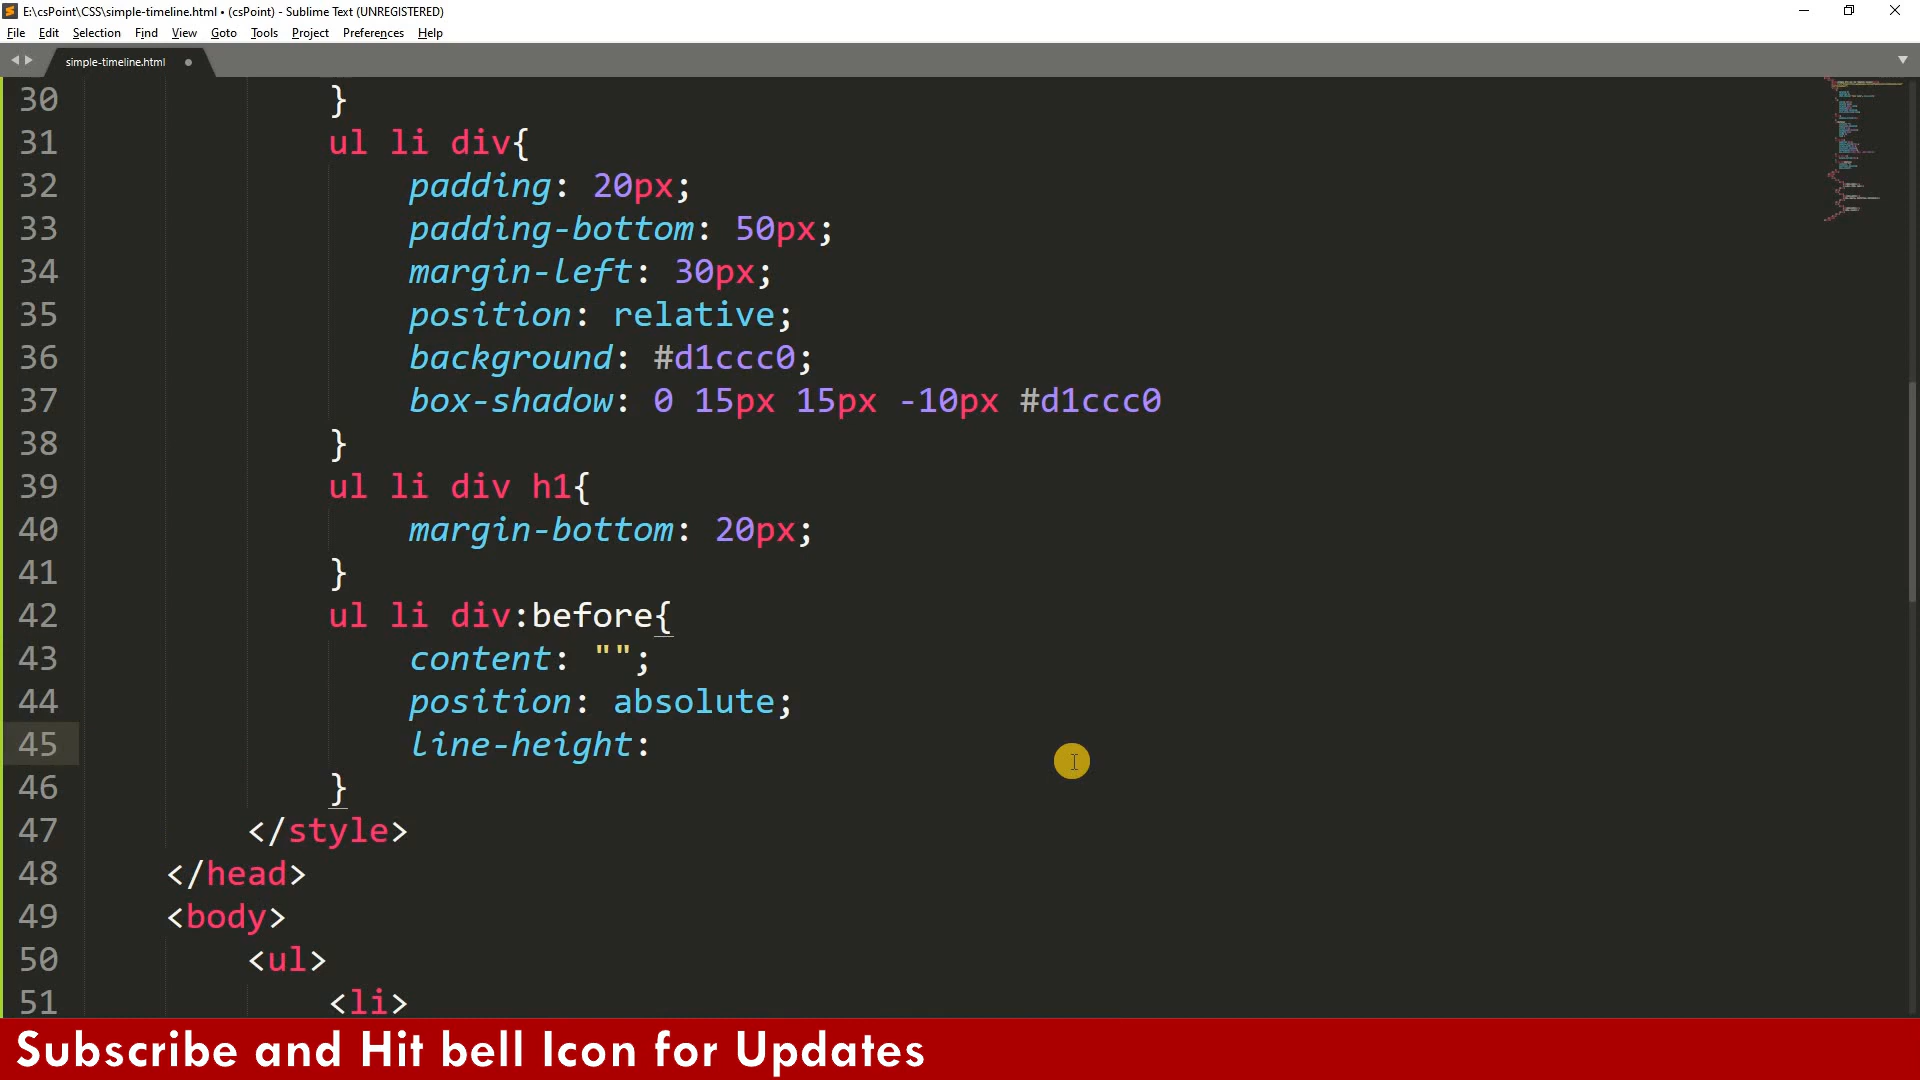 E:\csPoint\CSS\simple-timeline.html • (csPoint) - Sublime Text (UNREGISTERED)
File Edit Selection Find View Goto Tools Project Preferences Help
simple-timeline.html
30 }
31 ul li div{
32 padding: 20px;
33 padding-bottom: 50px;
34 margin-left: 30px;
35 position: relative;
36 background: #d1ccc0;
37 box-shadow: 0 15px 15px -10px #d1ccc0
38 }
39 ul li div h1{
40 margin-bottom: 20px;
41 }
42 ul li div:before{
43 content: "";
44 position: absolute;
45 line-height:
46 }
47 </style>
48 </head>
49 <body>
50 <ul>
51 <li>
Subscribe and Hit bell Icon for Updates